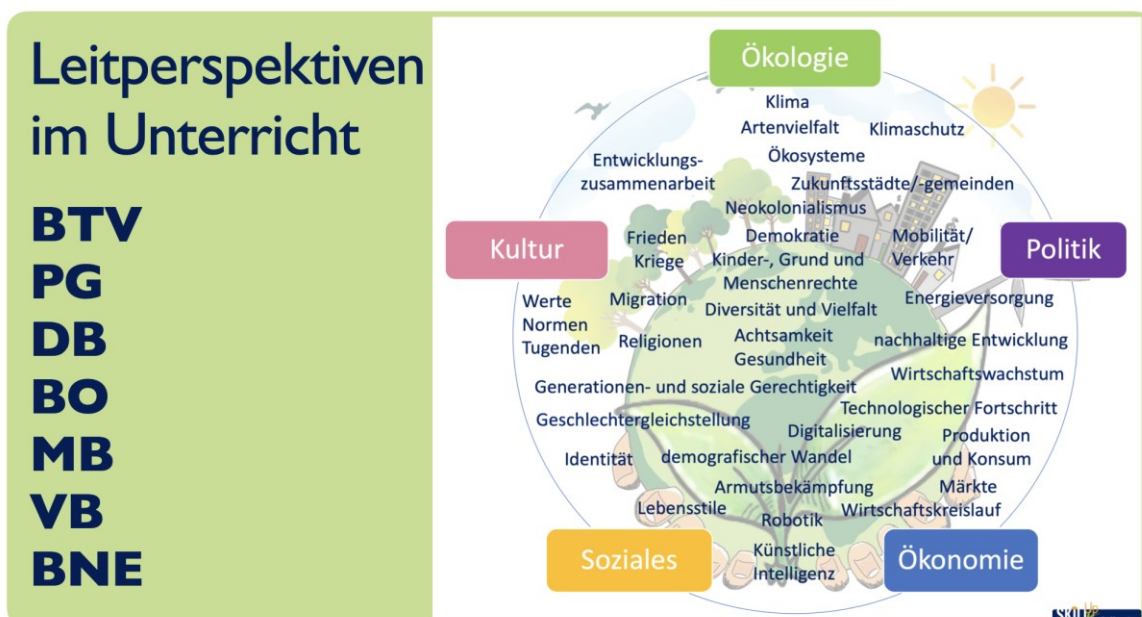 Leitperspektiven
im Unterricht
BTV
PG
DB
BO
MB
VB
BNE
Ökologie
Klima
Artenvielfalt
Klimaschutz
Entwicklungs-
zusammenarbeit
Ökosysteme
Zukunftsstädte/-gemeinden
Neokolonialismus
Kultur
Frieden
Kriege
Demokratie
Kinder-, Grund und
Menschenrechte
Mobilität/
Verkehr
Politik
Werte
Normen
Tugenden
Migration
Religionen
Diversität und Vielfalt
Energieversorgung
Achtsamkeit
Gesundheit
nachhaltige Entwicklung
Wirtschaftswachstum
Generationen- und soziale Gerechtigkeit
Geschlechtergleichstellung
Technologischer Fortschritt
Digitalisierung
Produktion
und Konsum
Identität
demografischer Wandel
Armutsbekämpfung
Märkte
Lebensstile
Wirtschaftskreislauf
Robotik
Soziales
Künstliche
Intelligenz
Ökonomie